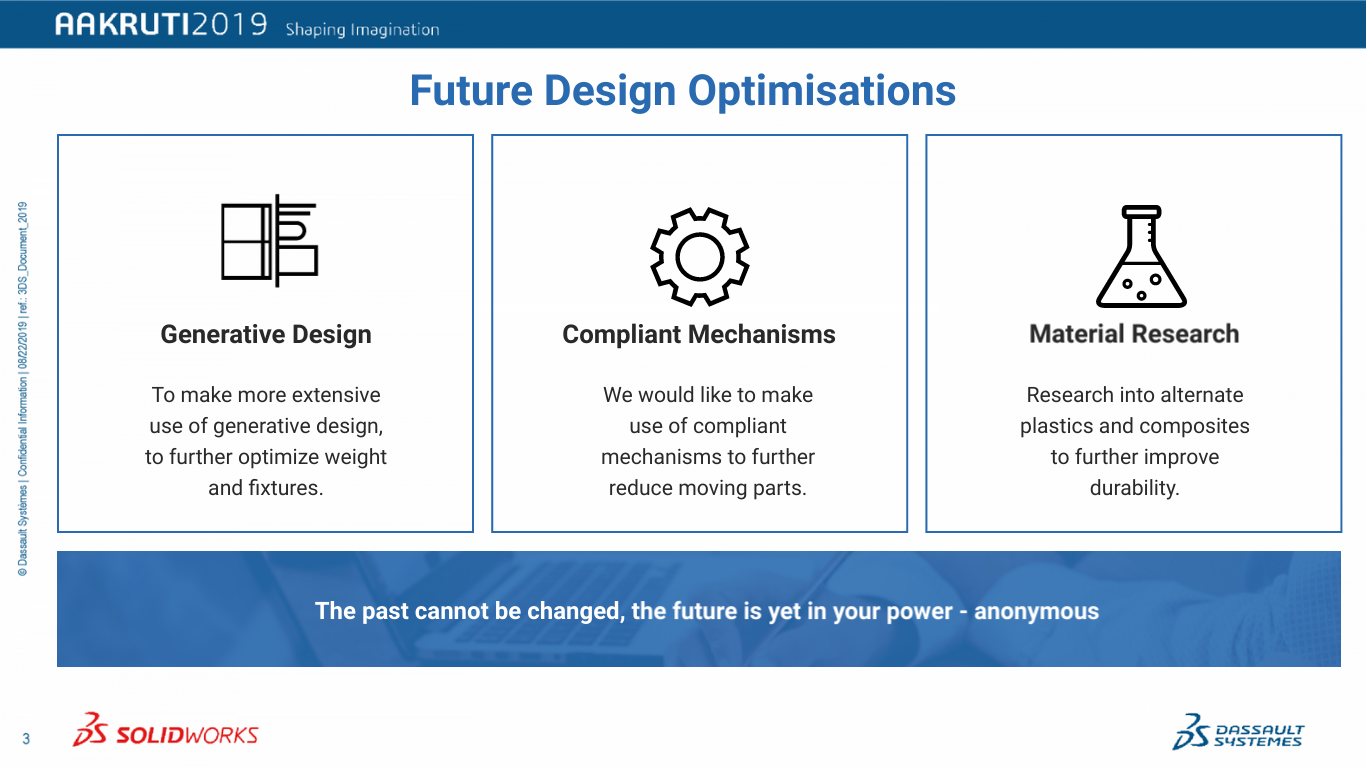 AAKRUTI2019 Shaping Imagination
Future Design Optimisations
Generative Design
To make more extensive
use of generative design,
to further optimize weight
and fixtures.
Compliant Mechanisms
We would like to make
use of compliant
mechanisms to further
reduce moving parts.
Material Research
Research into alternate
plastics and composites
to further improve
durability.
The past cannot be changed, the future is yet in your power - anonymous
© Dassault Systèmes | Confidential Information | 08/22/2019 | ref.: 3DS_Document_2019
3
SOLIDWORKS
DASSAULT
SYSTEMES